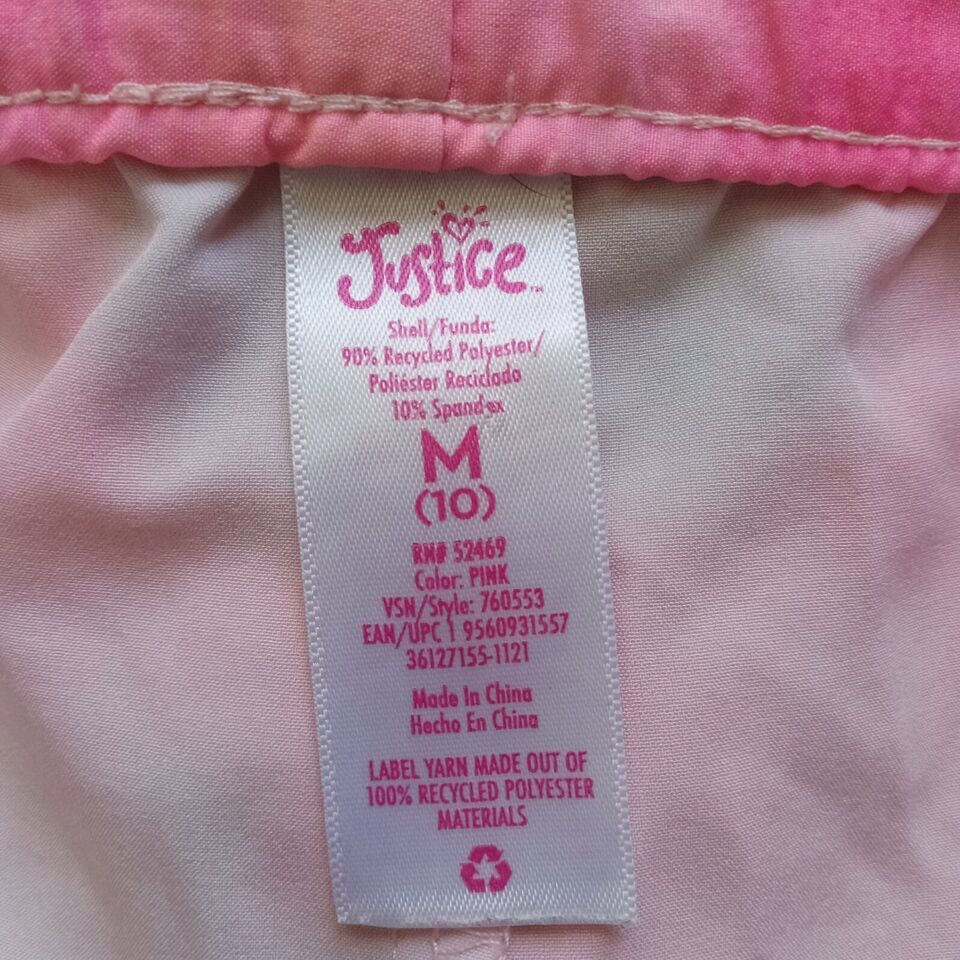 Justice™
Shell/Funda:
90% Recycled Polyester/
Poliéster Reciclado
10% Spandex
M
(10)
RN# 52469
Color: PINK
VSN/Style: 760553
EAN/UPC 1 9560931557
36127155-1121
Made In China
Hecho En China
LABEL YARN MADE OUT OF
100% RECYCLED POLYESTER
MATERIALS